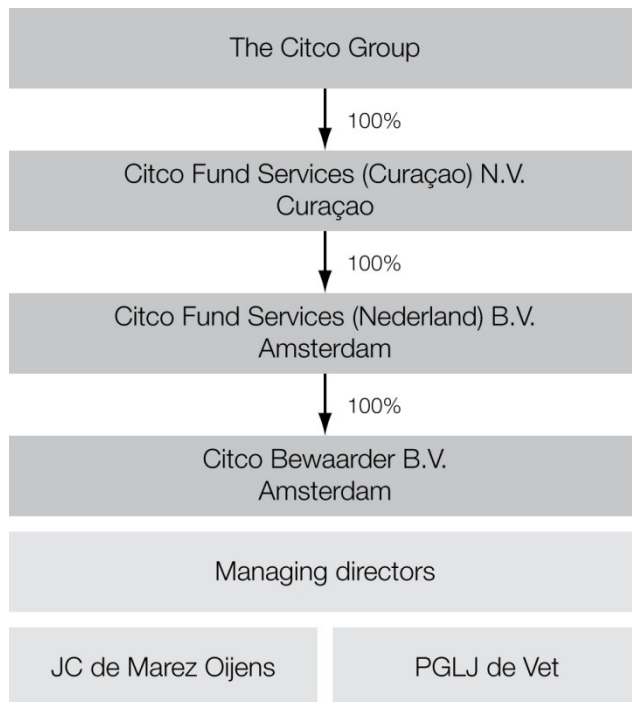 The Citco Group
100%
Citco Fund Services (Curaçao) N.V.
Curaçao
100%
Citco Fund Services (Nederland) B.V.
Amsterdam
100%
Citco Bewaarder B.V.
Amsterdam
Managing directors
JC de Marez Oijens
PGLJ de Vet